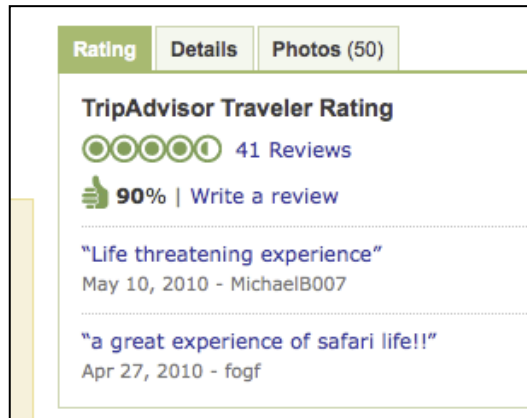 Rating Details Photos (50)
TripAdvisor Traveler Rating
41 Reviews
90% | Write a review
“Life threatening experience”
May 10, 2010 - MichaelB007
“a great experience of safari life!!”
Apr 27, 2010 - fogf